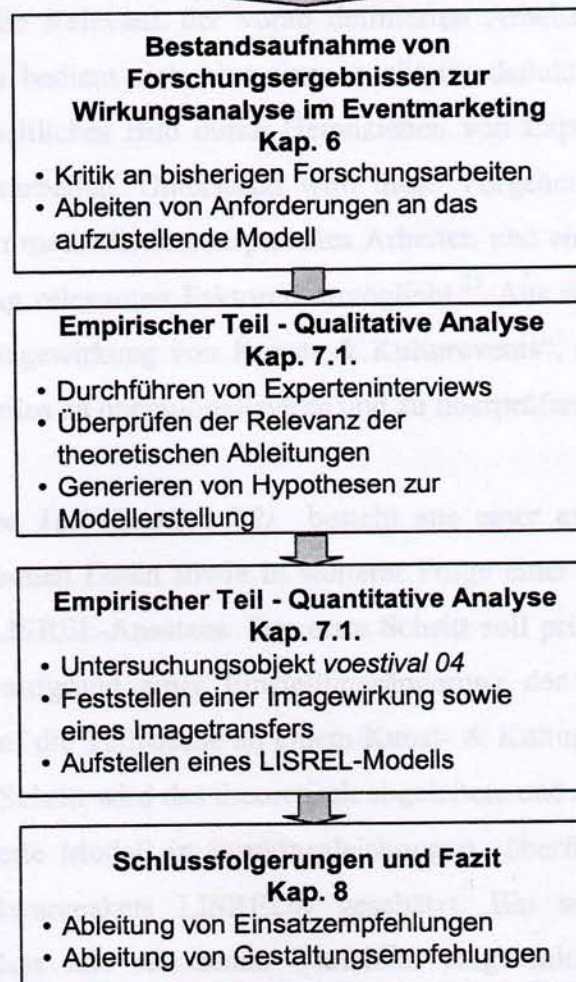 Bestandsaufnahme von
Forschungsergebnissen zur
Wirkungsanalyse im Eventmarketing
Kap. 6
• Kritik an bisherigen Forschungsarbeiten
• Ableiten von Anforderungen an das
aufzustellende Modell
Empirischer Teil - Qualitative Analyse
Kap. 7.1.
• Durchführen von Experteninterviews
• Überprüfen der Relevanz der
theoretischen Ableitungen
• Generieren von Hypothesen zur
Modellerstellung
Empirischer Teil - Quantitative Analyse
Kap. 7.1.
• Untersuchungsobjekt voestival 04
• Feststellen einer Imagewirkung sowie
eines Imagetransfers
• Aufstellen eines LISREL-Modells
Schlussfolgerungen und Fazit
Kap. 8
• Ableitung von Einsatzempfehlungen
• Ableitung von Gestaltungsempfehlungen